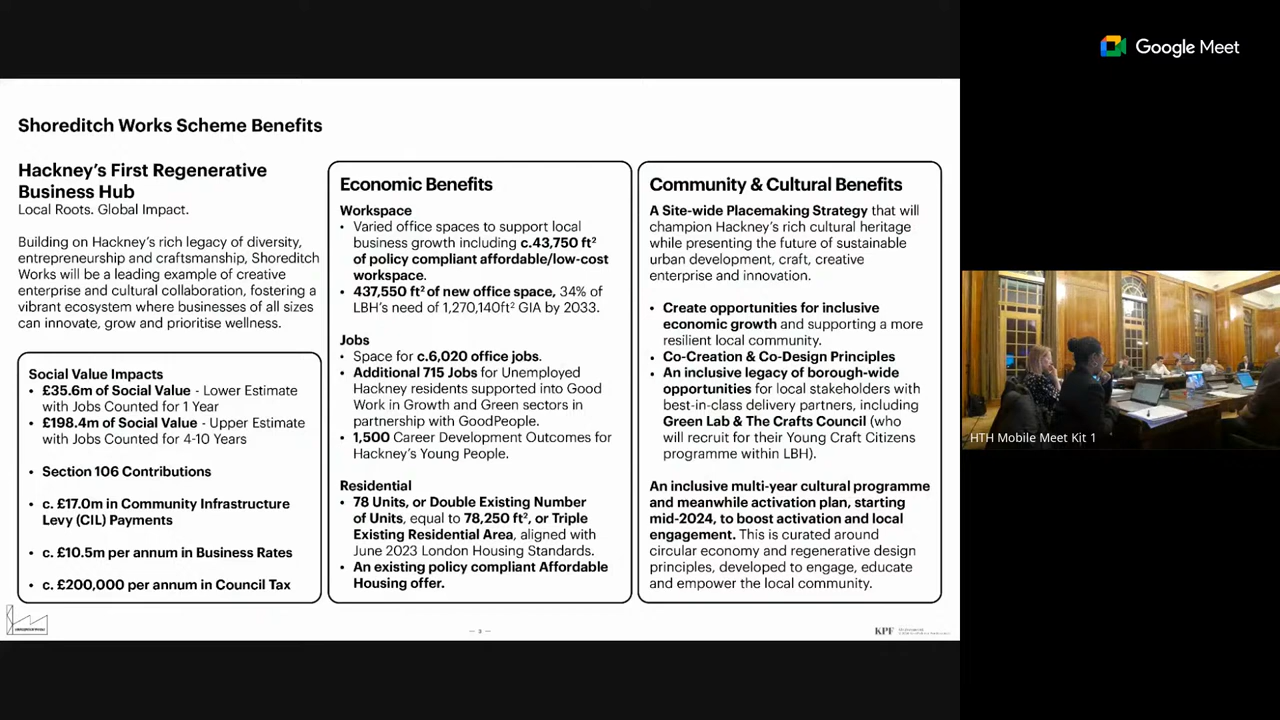 Google Meet
Shoreditch Works Scheme Benefits
Hackney's First Regenerative
Business Hub
Local Roots. Global Impact.
Building on Hackney's rich legacy of diversity,
entrepreneurship and craftsmanship, Shoreditch
Works will be a leading example of creative
enterprise and cultural collaboration, fostering a
vibrant ecosystem where businesses of all sizes
can innovate, grow and prioritise wellness.
Social Value Impacts
• £35.6m of Social Value - Lower Estimate
with Jobs Counted for 1 Year
• £198.4m of Social Value - Upper Estimate
with Jobs Counted for 4-10 Years
• Section 106 Contributions
• c. £17.0m in Community Infrastructure
Levy (CIL) Payments
• c. £10.5m per annum in Business Rates
• c. £200,000 per annum in Council Tax
Economic Benefits
Workspace
• Varied office spaces to support local
business growth including c.43,750 ft²
of policy compliant affordable/low-cost
workspace.
• 437,550 ft² of new office space, 34% of
LBH's need of 1,270,140ft² GIA by 2033.
Jobs
• Space for c.6,020 office jobs.
• Additional 715 Jobs for Unemployed
Hackney residents supported into Good
Work in Growth and Green sectors in
partnership with GoodPeople.
• 1,500 Career Development Outcomes for
Hackney's Young People.
Residential
• 78 Units, or Double Existing Number
of Units, equal to 78,250 ft², or Triple
Existing Residential Area, aligned with
June 2023 London Housing Standards.
• An existing policy compliant Affordable
Housing offer.
Community & Cultural Benefits
A Site-wide Placemaking Strategy that will
champion Hackney's rich cultural heritage
while presenting the future of sustainable
urban development, craft, creative
enterprise and innovation.
• Create opportunities for inclusive
economic growth and supporting a more
resilient local community.
• Co-Creation & Co-Design Principles
• An inclusive legacy of borough-wide
opportunities for local stakeholders with
best-in-class delivery partners, including
Green Lab & The Crafts Council (who
will recruit for their Young Craft Citizens
programme within LBH).
An inclusive multi-year cultural programme
and meanwhile activation plan, starting
mid-2024, to boost activation and local
engagement. This is curated around
circular economy and regenerative design
principles, developed to engage, educate
and empower the local community.
— 3 —
KPF
HTH Mobile Meet Kit 1